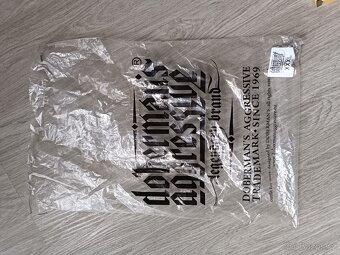 dobermans
aggressive®
legendary brand
DOBERMAN'S AGGRESSIVE
TRADEMARK • SINCE 1969